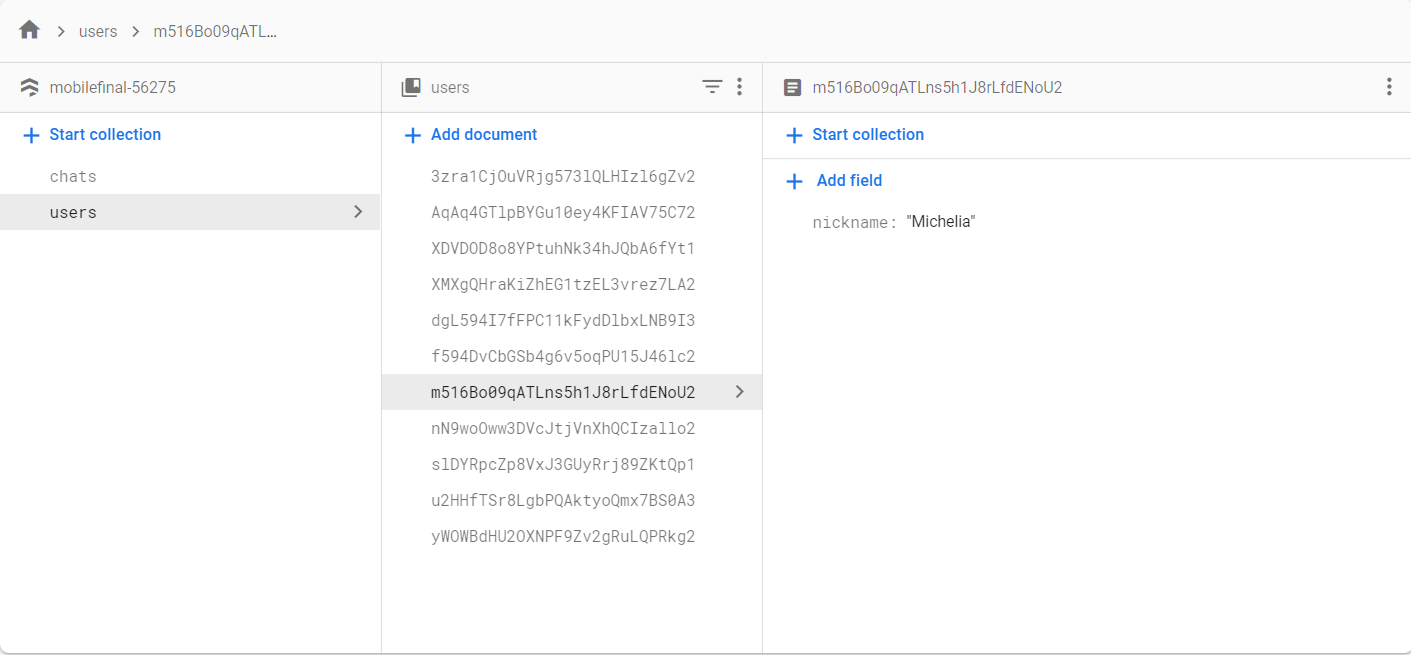 users
m516Bo09qATL...
mobilefinal-56275
users
m516Bo09qATLns5h1J8rLfdENoU2
Start collection
Add document
Start collection
chats
users
3zra1CjOuVRjg573lQLHIzl6gZv2
AqAq4GTlpBYGu10ey4KFIAV75C72
XDVDOD8o8YPtuhNk34hJQbA6fYt1
XMXgQHraKiZhEG1tzEL3vrez7LA2
dgL594I7fFPC11kFydDlbxLNB9I3
f594DvCbGSb4g6v5oqPU15J46lc2
m516Bo09qATLns5h1J8rLfdENoU2
nN9woOww3DVcJtjVnXhQCIzallo2
slDYRpcZp8VxJ3GUyRrj89ZKtQp1
u2HHfTSr8LgbPQAktyoQmx7BS0A3
yWOWBdHU2OXNPF9Zv2gRuLQPRkg2
Add field
nickname: "Michelia"